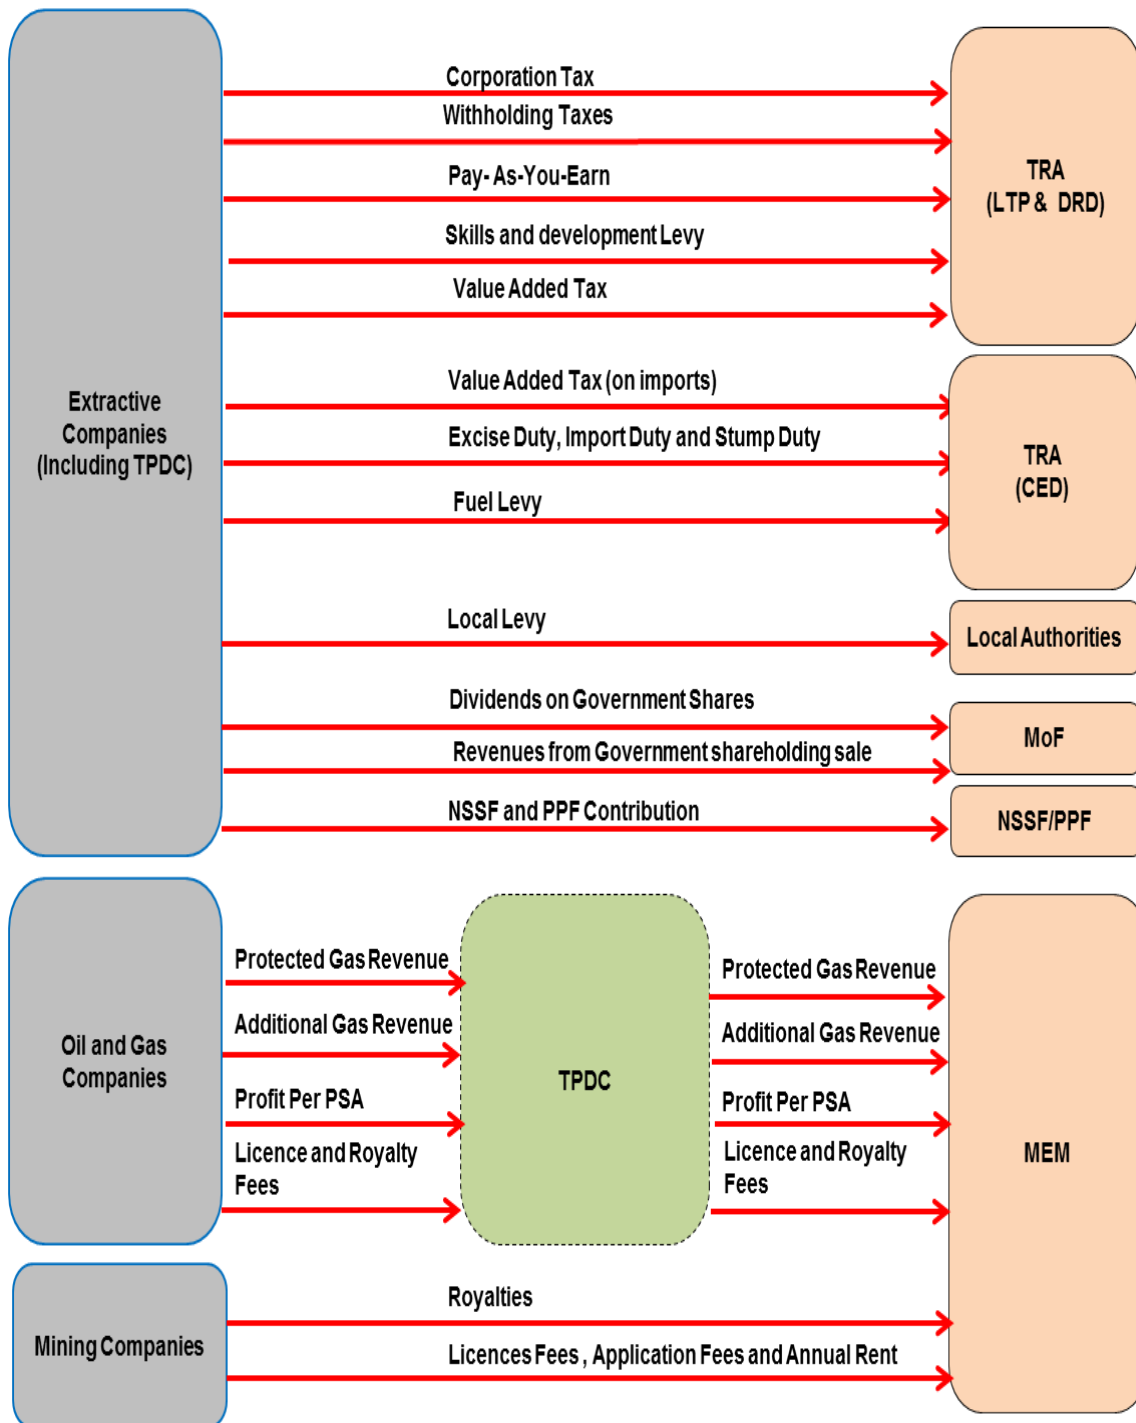 Corporation Tax
Withholding Taxes
Pay- As-You-Earn
Skills and development Levy
Value Added Tax
TRA
(LTP & DRD)
Extractive
Companies
(Including TPDC)
Value Added Tax (on imports)
Excise Duty, Import Duty and Stump Duty
Fuel Levy
TRA
(CED)
Local Levy
Local Authorities
Dividends on Government Shares
Revenues from Government shareholding sale
MoF
NSSF and PPF Contribution
NSSF/PPF
Oil and Gas
Companies
Protected Gas Revenue
Additional Gas Revenue
Profit Per PSA
Licence and Royalty
Fees
TPDC
Protected Gas Revenue
Additional Gas Revenue
Profit Per PSA
Licence and Royalty
Fees
MEM
Mining Companies
Royalties
Licences Fees , Application Fees and Annual Rent